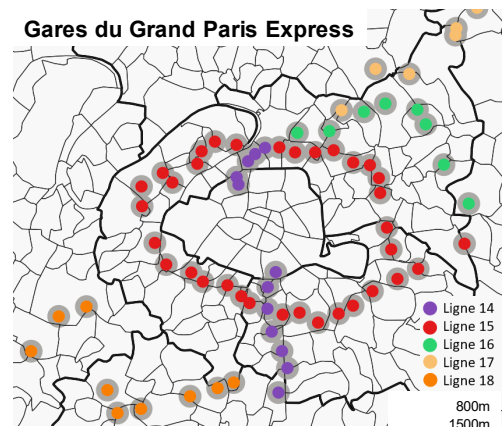 Gares du Grand Paris Express
Ligne 14
Ligne 15
Ligne 16
Ligne 17
Ligne 18
800m
1500m